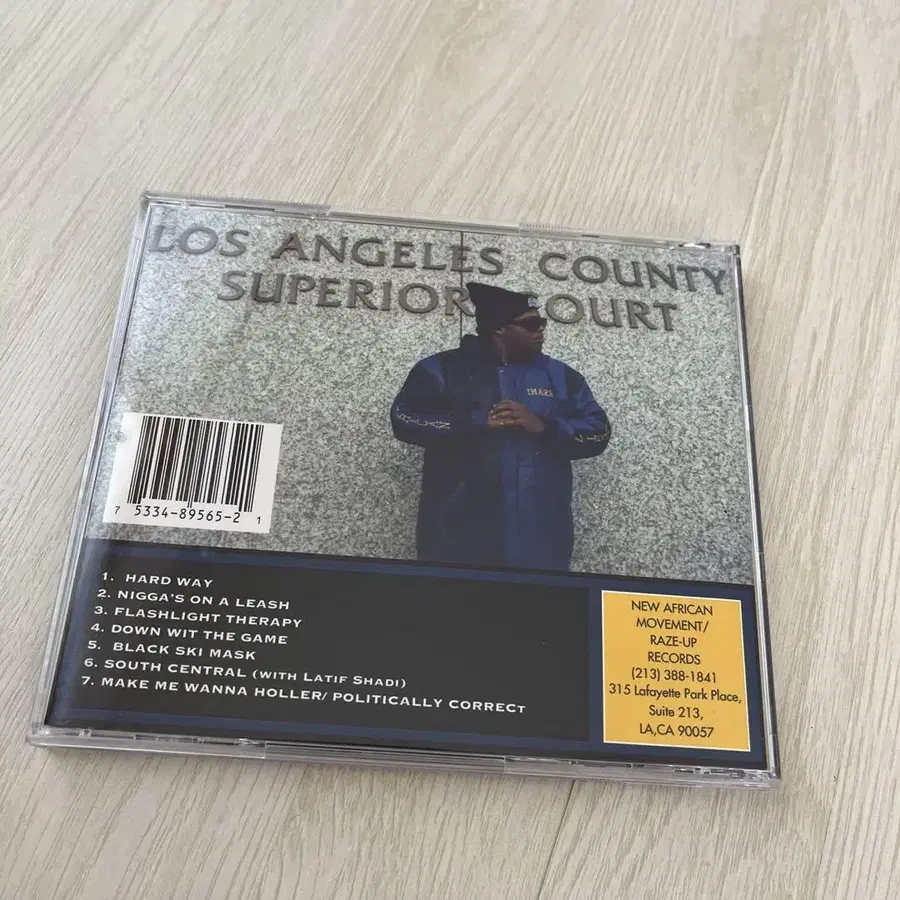 LOS ANGELES COUNTY
SUPERIOR COURT
7 5334-89565-2 1
1. HARD WAY
2. NIGGA'S ON A LEASH
3. FLASHLIGHT THERAPY
4. DOWN WIT THE GAME
5. BLACK SKI MASK
6. SOUTH CENTRAL (WITH LATIF SHADI)
7. MAKE ME WANNA HOLLER/ POLITICALLY CORRECT
NEW AFRICAN
MOVEMENT/
RAZE-UP
RECORDS
(213) 388-1841
315 Lafayette Park Place,
Suite 213,
LA,CA 90057